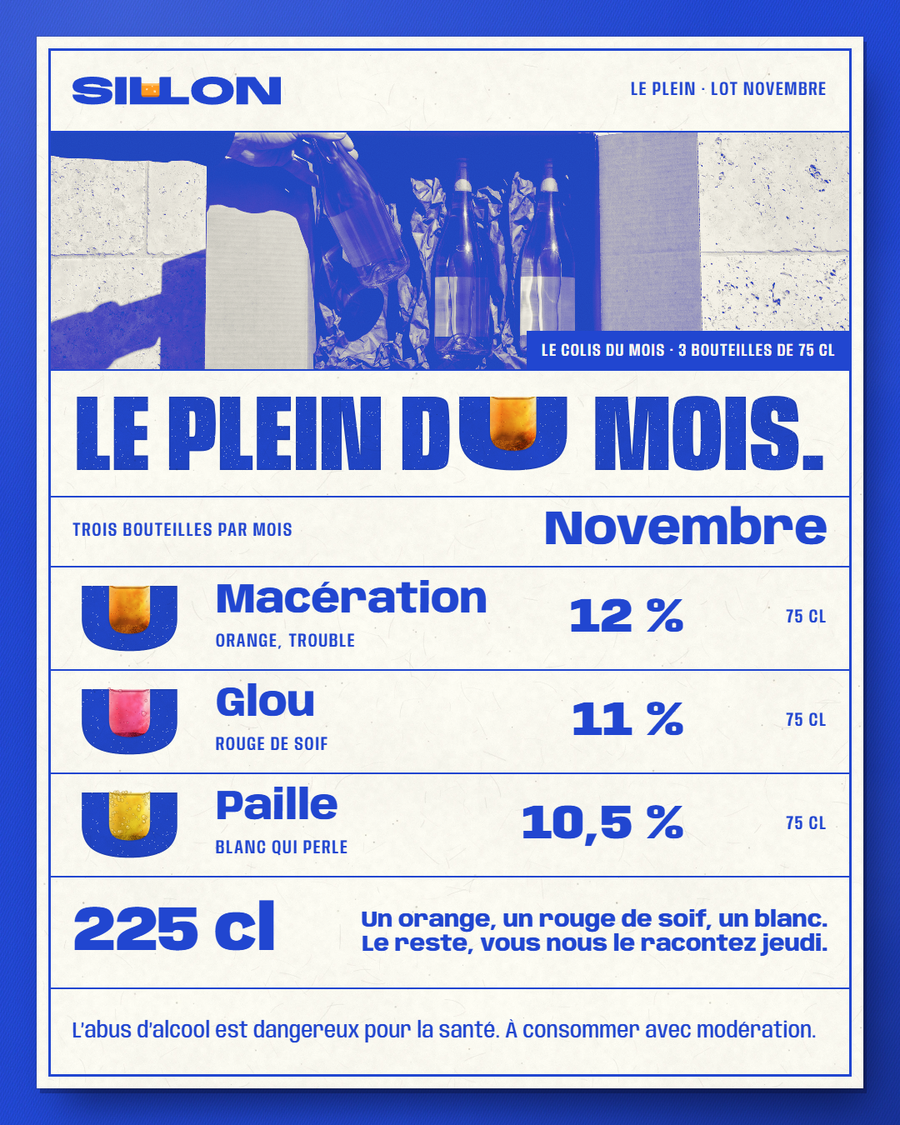 SILLON
LE PLEIN · LOT NOVEMBRE
LE COLIS DU MOIS · 3 BOUTEILLES DE 75 CL
LE PLEIN DU MOIS.
TROIS BOUTEILLES PAR MOIS
Novembre
Macération
ORANGE, TROUBLE
12 %
75 CL
Glou
ROUGE DE SOIF
11 %
75 CL
Paille
BLANC QUI PERLE
10,5 %
75 CL
225 cl
Un orange, un rouge de soif, un blanc.
Le reste, vous nous le racontez jeudi.
L'abus d'alcool est dangereux pour la santé. À consommer avec modération.